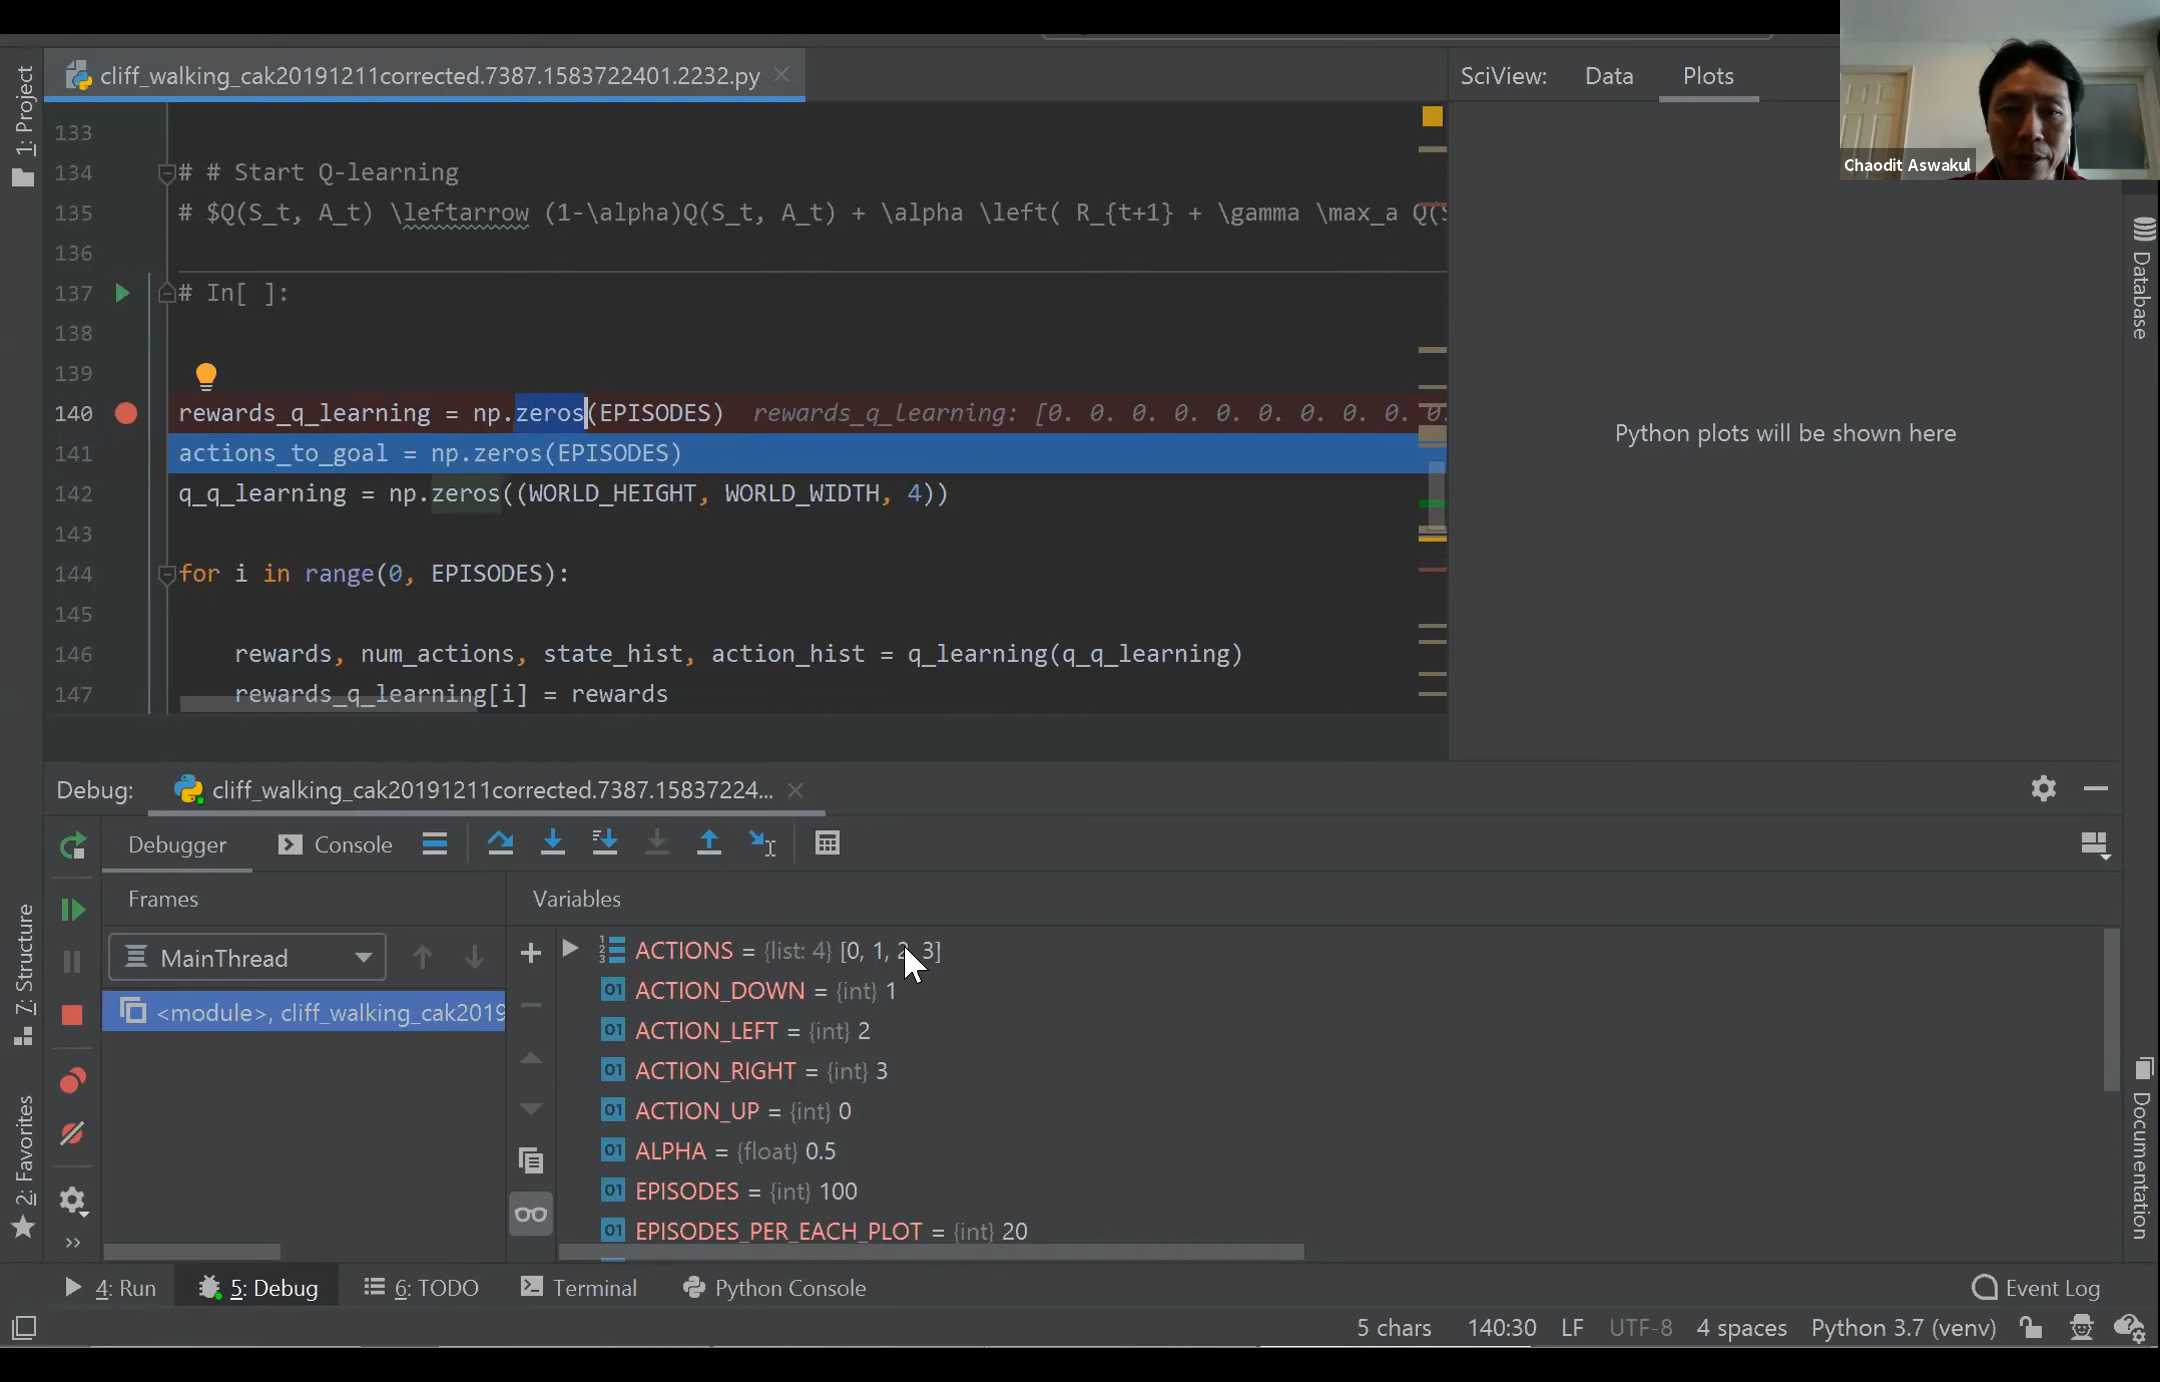 cliff_walking_cak20191211corrected.7387.1583722401.2232.py
SciView:
Data
Plots
Chaodit Aswakul
1: Project
7: Structure
2: Favorites
Database
Documentation
133
134 # # Start Q-learning
135 # $Q(S_t, A_t) \leftarrow (1-\alpha)Q(S_t, A_t) + \alpha \left( R_{t+1} + \gamma \max_a Q(S
136
137 # In[ ]:
138
139
140 rewards_q_learning = np.zeros(EPISODES) rewards_q_learning: [0. 0. 0. 0. 0. 0. 0. 0. 0. 0.
141 actions_to_goal = np.zeros(EPISODES)
142 q_q_learning = np.zeros((WORLD_HEIGHT, WORLD_WIDTH, 4))
143
144 for i in range(0, EPISODES):
145
146 rewards, num_actions, state_hist, action_hist = q_learning(q_q_learning)
147 rewards_q_learning[i] = rewards
Python plots will be shown here
Debug:
cliff_walking_cak20191211corrected.7387.15837224...
Debugger
Console
Frames
Variables
MainThread
<module>, cliff_walking_cak2019
ACTIONS = {list: 4} [0, 1, 2, 3]
ACTION_DOWN = {int} 1
ACTION_LEFT = {int} 2
ACTION_RIGHT = {int} 3
ACTION_UP = {int} 0
ALPHA = {float} 0.5
EPISODES = {int} 100
EPISODES_PER_EACH_PLOT = {int} 20
4: Run
5: Debug
6: TODO
Terminal
Python Console
Event Log
5 chars
140:30
LF
UTF-8
4 spaces
Python 3.7 (venv)